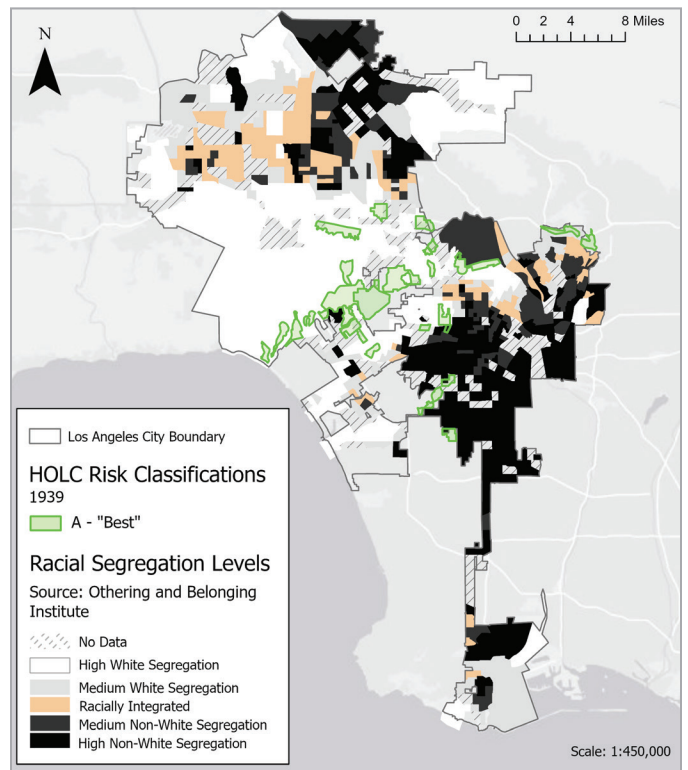 0 2 4 8 Miles
N
Los Angeles City Boundary
HOLC Risk Classifications
1939
A - "Best"
Racial Segregation Levels
Source: Othering and Belonging
Institute
No Data
High White Segregation
Medium White Segregation
Racially Integrated
Medium Non-White Segregation
High Non-White Segregation
Scale: 1:450,000